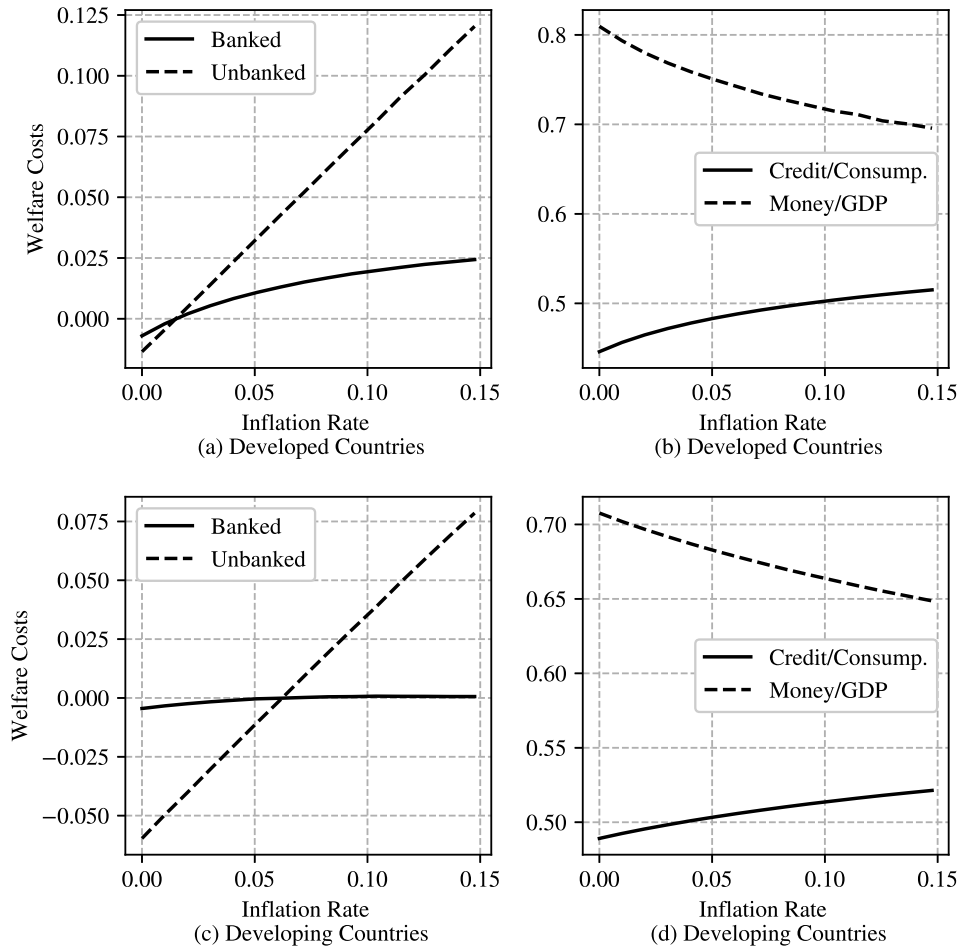 0.125
0.100
0.075
0.050
0.025
0.000
Welfare Costs
Banked
Unbanked
0.00 0.05 0.10 0.15
Inflation Rate
(a) Developed Countries
0.8
0.7
0.6
0.5
Credit/Consump.
Money/GDP
0.00 0.05 0.10 0.15
Inflation Rate
(b) Developed Countries
0.075
0.050
0.025
0.000
−0.025
−0.050
Welfare Costs
Banked
Unbanked
0.00 0.05 0.10 0.15
Inflation Rate
(c) Developing Countries
0.70
0.65
0.60
0.55
0.50
Credit/Consump.
Money/GDP
0.00 0.05 0.10 0.15
Inflation Rate
(d) Developing Countries